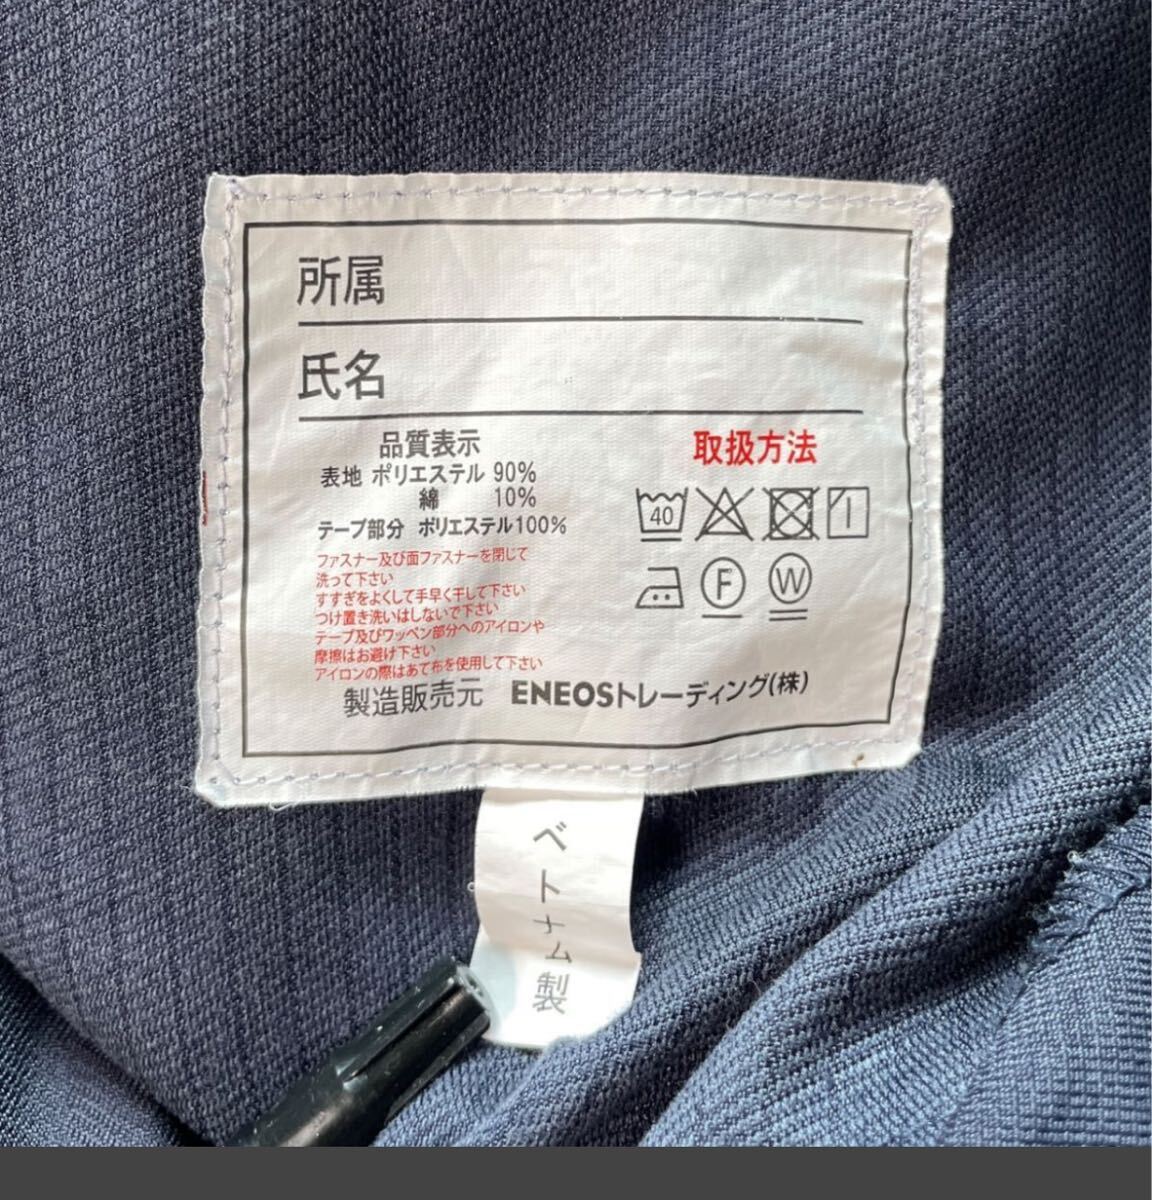 所属
氏名
品質表示
表地 ポリエステル 90%
綿 10%
テープ部分 ポリエステル100%
ファスナー及び面ファスナーを閉じて
洗って下さい
すすぎをよくして手早く干して下さい
つけ置き洗いはしないで下さい
テープ及びワッペン部分へのアイロンや
摩擦はお避け下さい
アイロンの際はあて布を使用して下さい
取扱方法
40
F W
製造販売元 ENEOSトレーディング(株)
ベトナム製